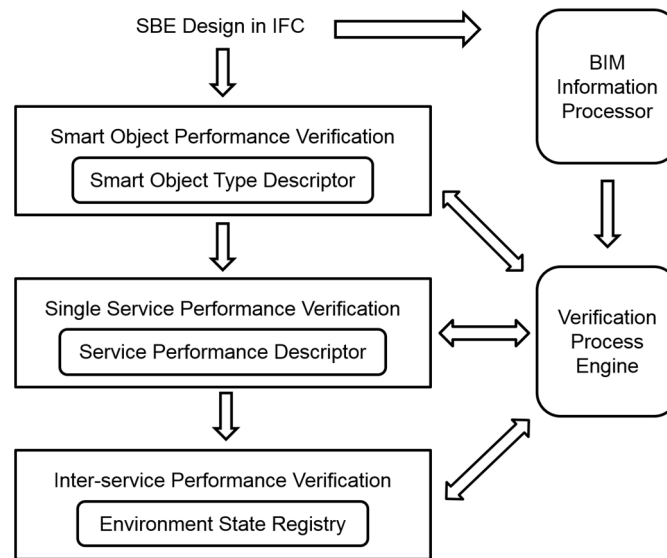 SBE Design in IFC
BIM
Information
Processor
Smart Object Performance Verification
Smart Object Type Descriptor
Single Service Performance Verification
Service Performance Descriptor
Verification
Process
Engine
Inter-service Performance Verification
Environment State Registry